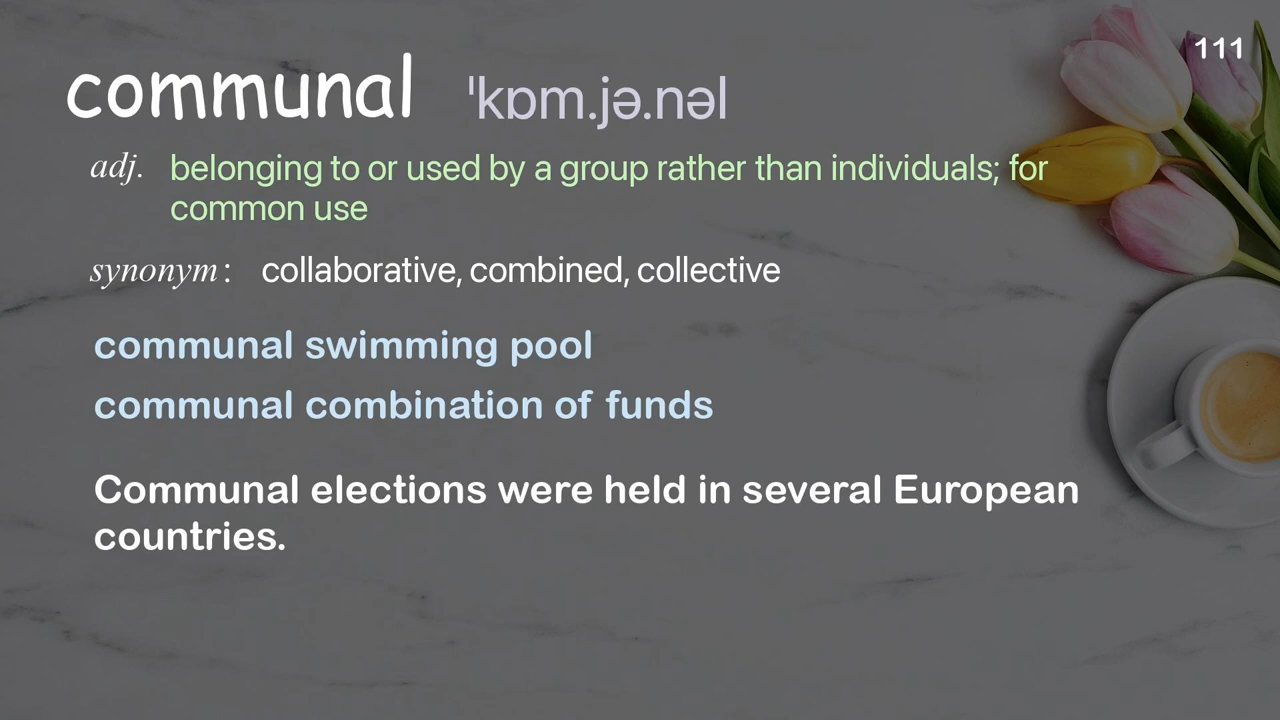 111
communal ˈkɒm.jə.nəl
adj. belonging to or used by a group rather than individuals; for
common use
synonym: collaborative, combined, collective
communal swimming pool
communal combination of funds
Communal elections were held in several European
countries.